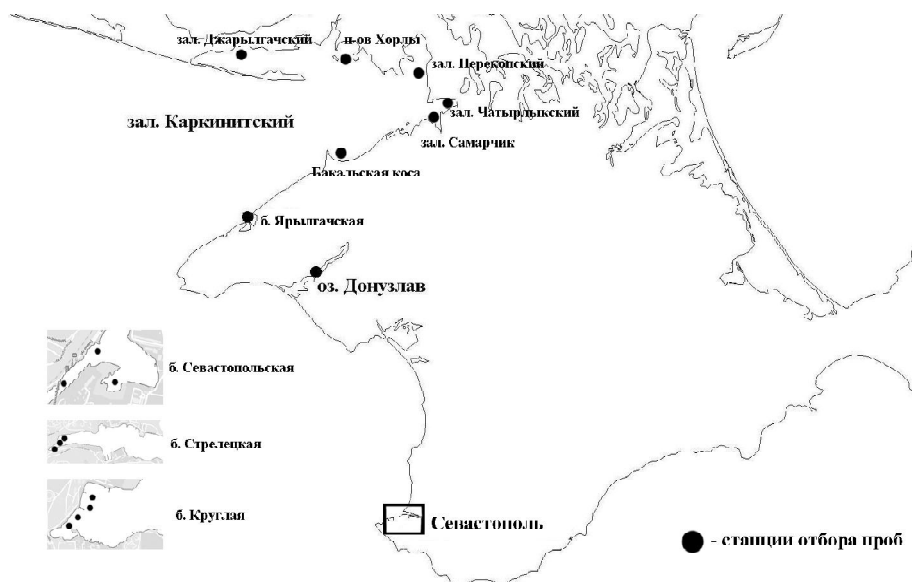 зал. Джарылгачский
п-ов Хорлы
зал. Перекопский
зал. Чатырлыкский
зал. Каркинитский
зал. Самарчик
Бакальская коса
б. Ярылгачская
оз. Донузлав
б. Севастопольская
б. Стрелецкая
б. Круглая
Севастополь
- станции отбора проб